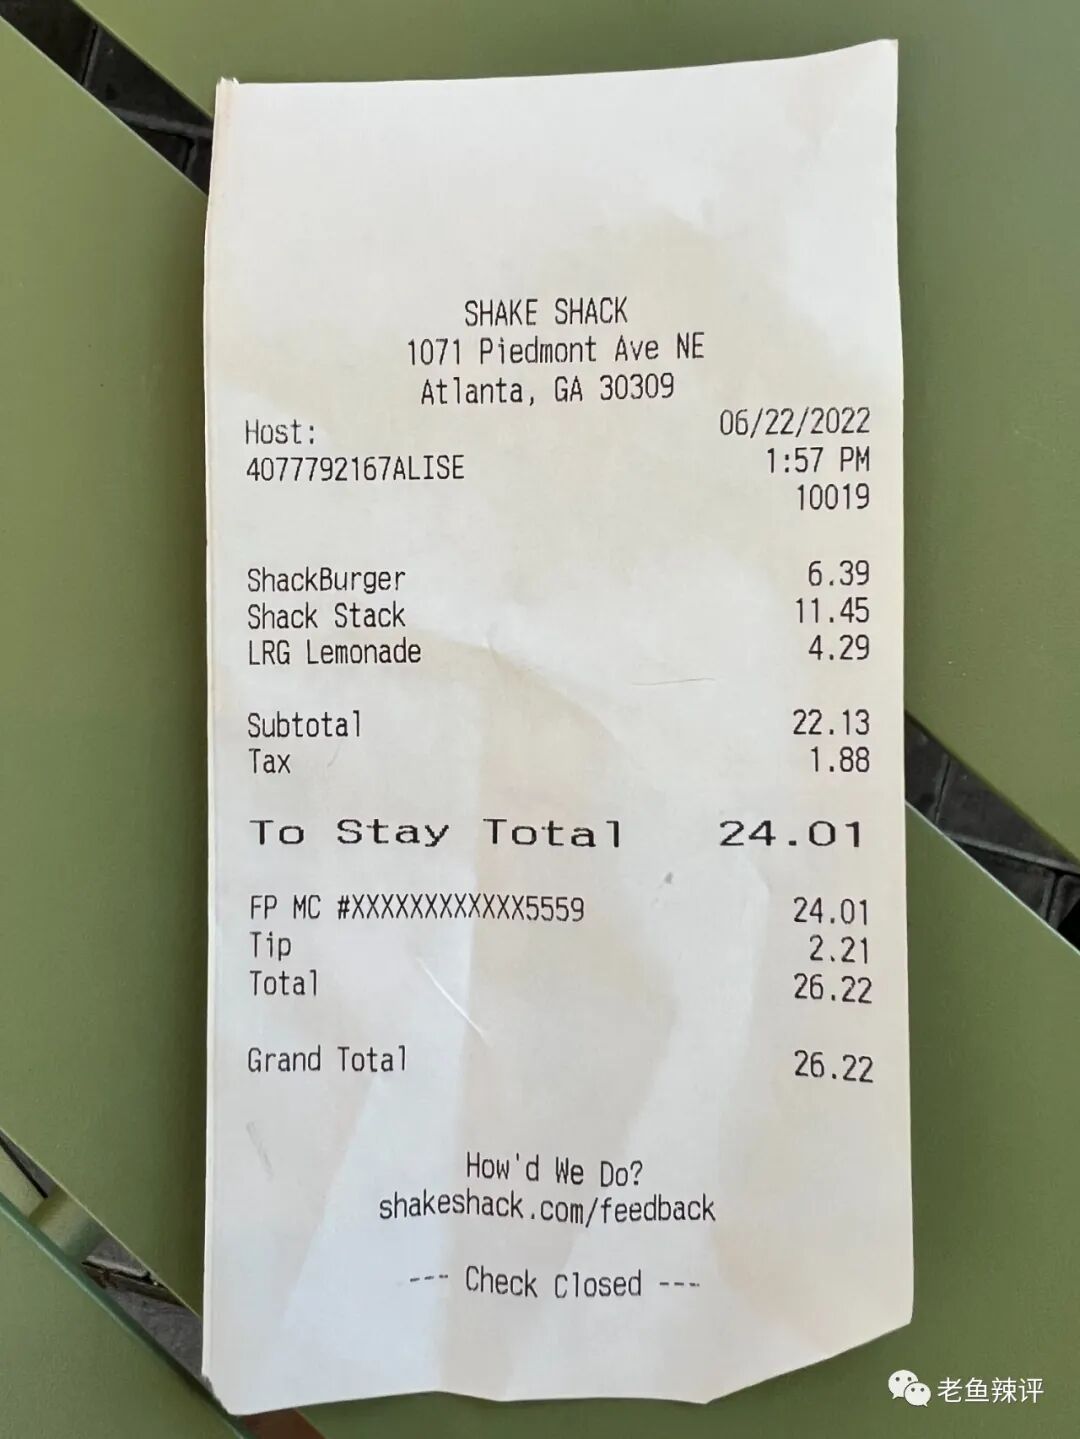 SHAKE SHACK
1071 Piedmont Ave NE
Atlanta, GA 30309
Host: 06/22/2022
4077792167ALISE 1:57 PM
10019
ShackBurger 6.39
Shack Stack 11.45
LRG Lemonade 4.29
Subtotal 22.13
Tax 1.88
To Stay Total 24.01
FP MC #XXXXXXXXXXXX5559 24.01
Tip 2.21
Total 26.22
Grand Total 26.22
How'd We Do?
shakeshack.com/feedback
--- Check Closed ---
老鱼辣评